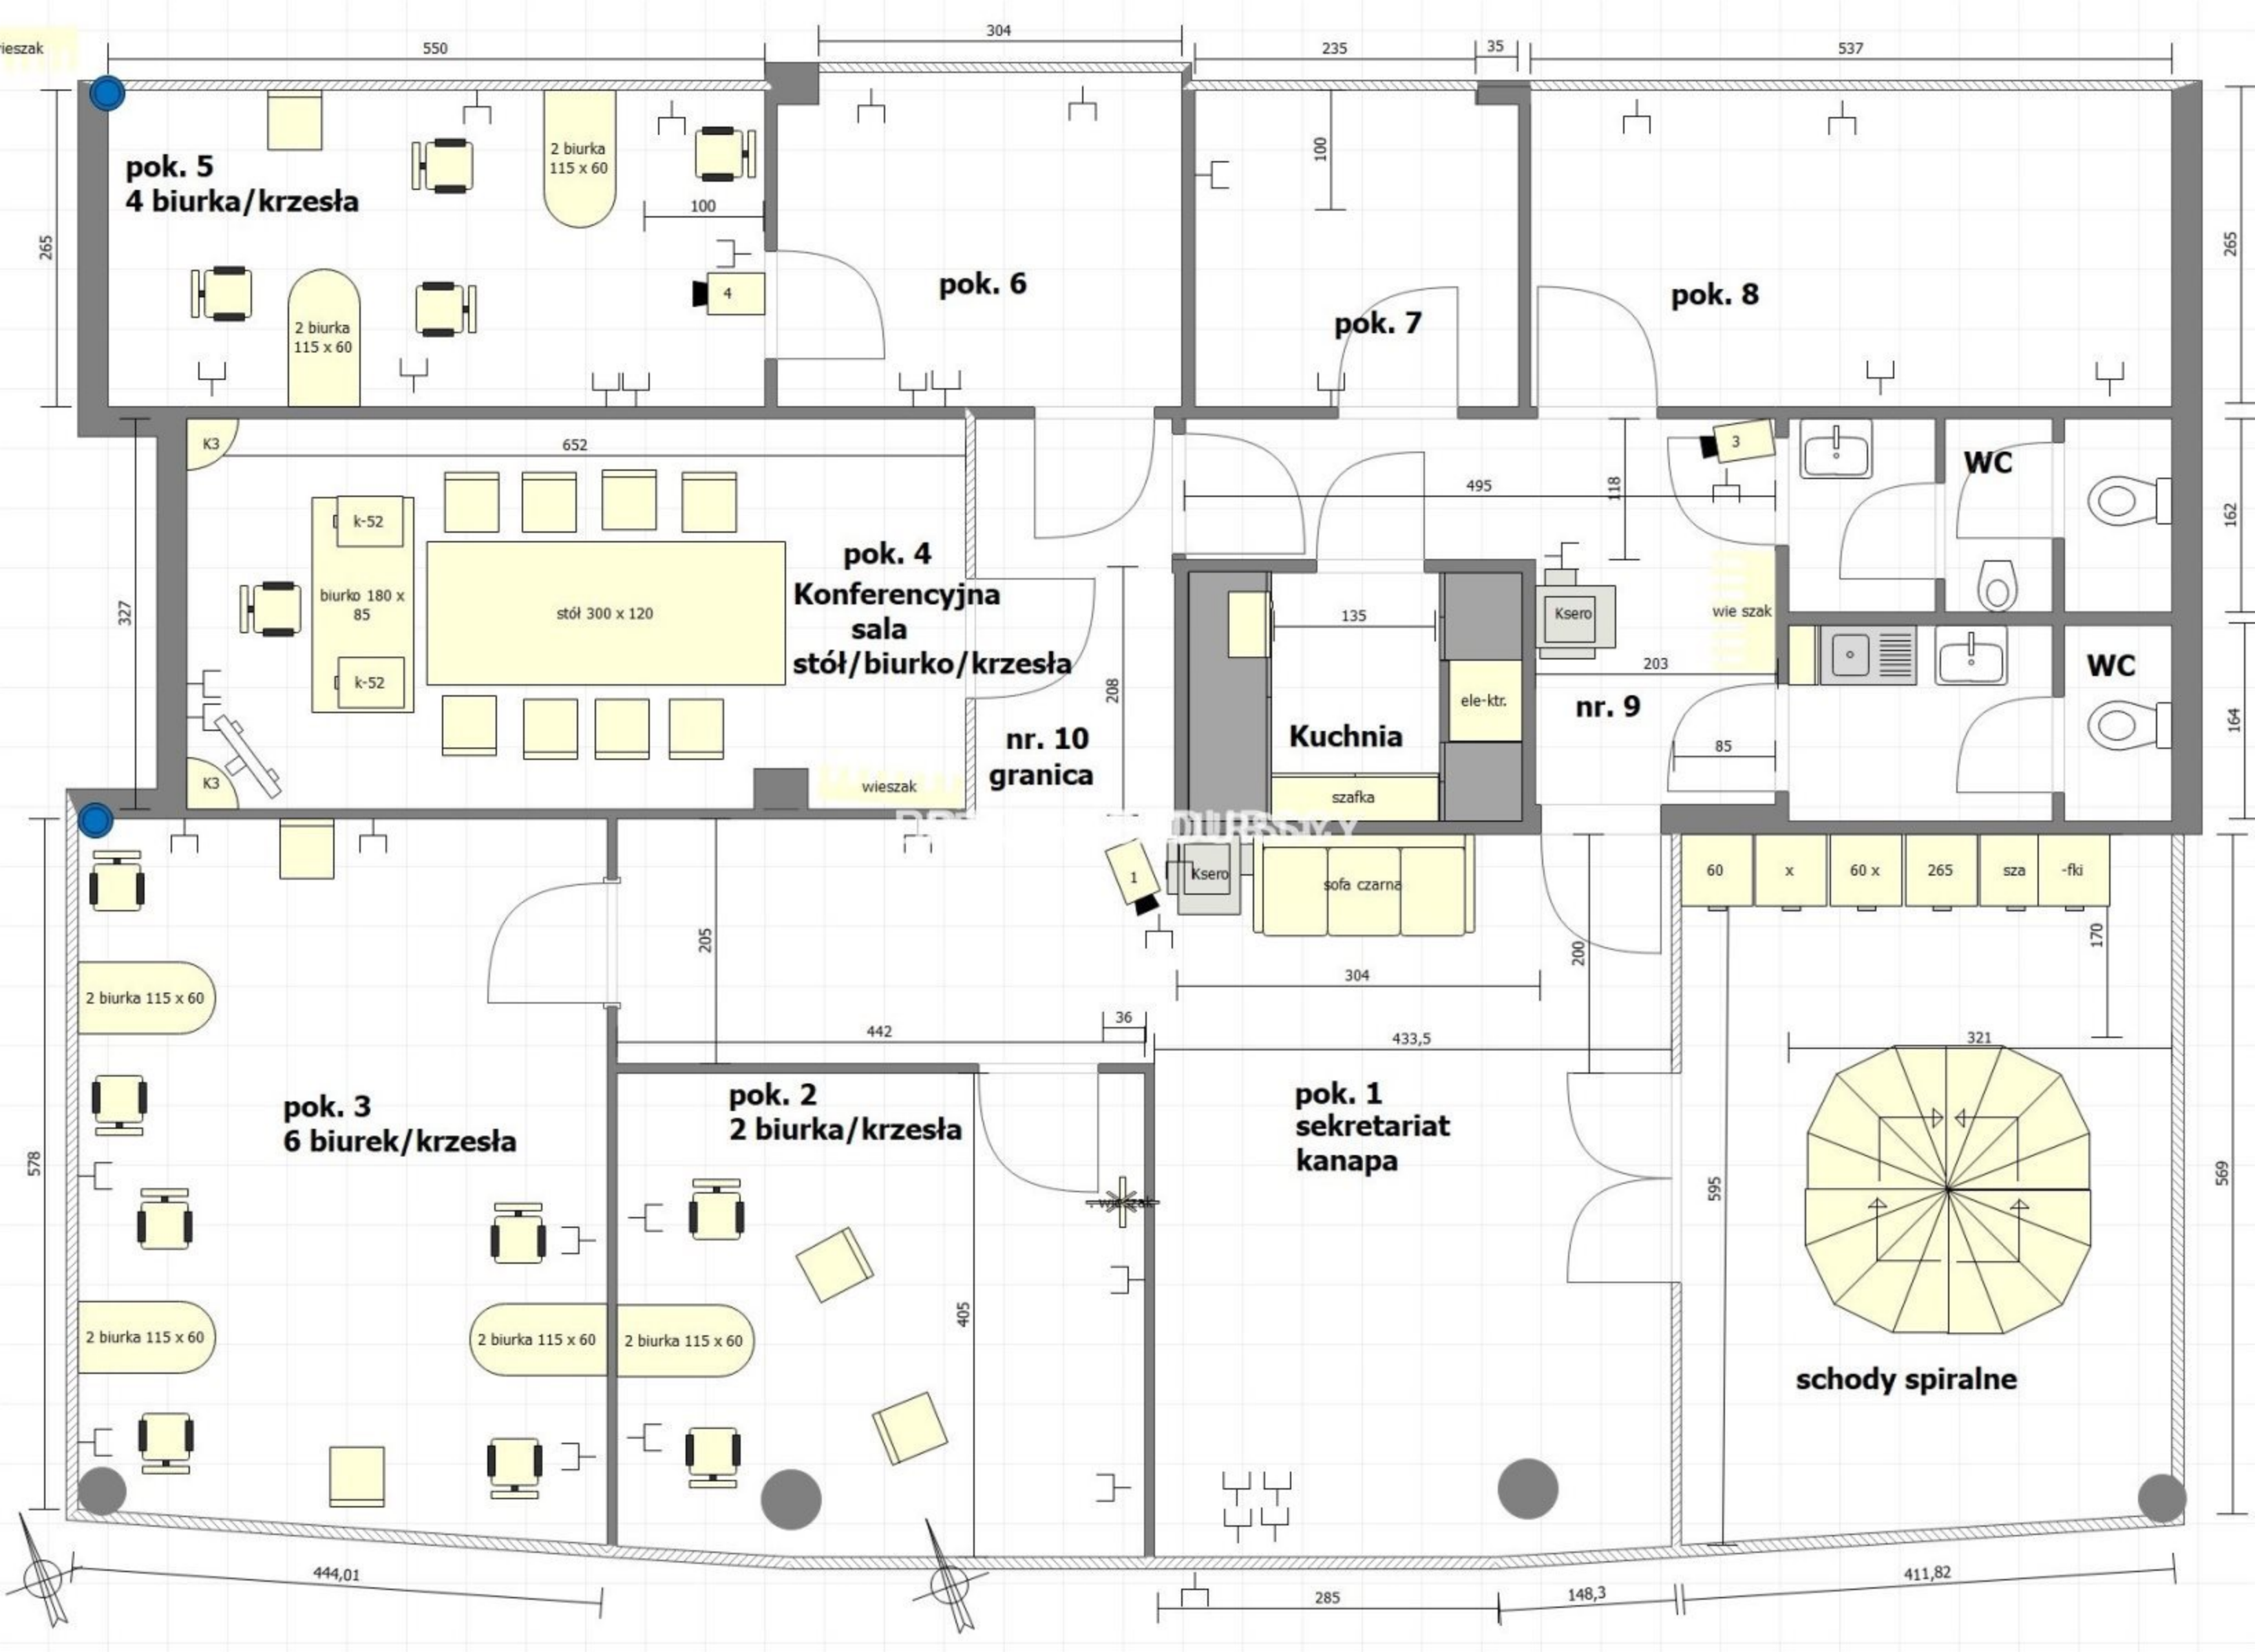 ieszak
550
304
235
35
537
pok. 5
4 biurka/krzesła
2 biurka
115 x 60
100
4
2 biurka
115 x 60
265
pok. 6
100
pok. 7
pok. 8
265
K3
652
k-52
biurko 180 x
85
k-52
stół 300 x 120
pok. 4
Konferencyjna
sala
stół/biurko/krzesła
327
K3
wieszak
nr. 10
granica
208
495
118
3
135
Kuchnia
ele-ktr.
szafka
Ksero
wie szak
203
nr. 9
85
WC
WC
162
164
1
Ksero
sofa czarna
60
x
60 x
265
sza
-fki
205
304
200
170
442
36
433,5
321
2 biurka 115 x 60
pok. 3
6 biurek/krzesła
578
2 biurka 115 x 60
2 biurka 115 x 60
pok. 2
2 biurka/krzesła
wieszak
2 biurka 115 x 60
405
pok. 1
sekretariat
kanapa
595
569
schody spiralne
444,01
285
148,3
411,82